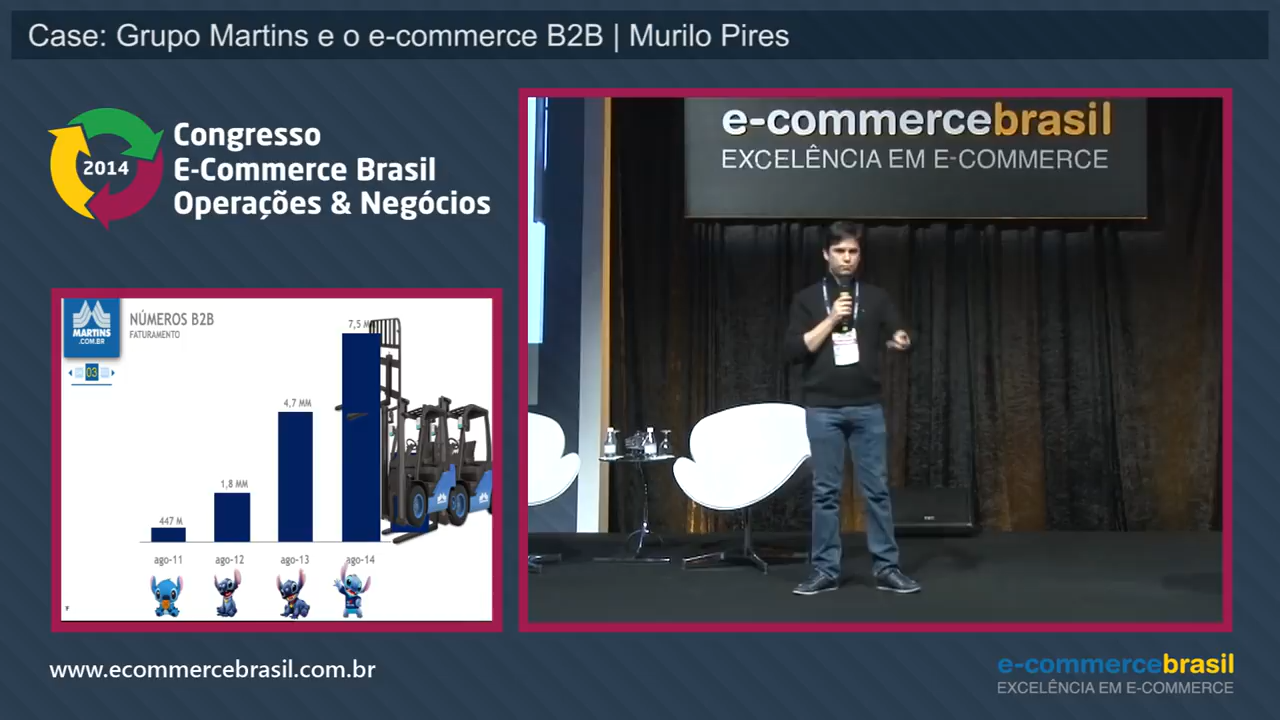 Case: Grupo Martins e o e-commerce B2B | Murilo Pires
2014
Congresso
E-Commerce Brasil
Operações & Negócios
e-commercebrasil
EXCELÊNCIA EM E-COMMERCE
MARTINS
.COM.BR
NÚMEROS B2B
FATURAMENTO
03
7,5 M
4,7 MM
1,8 MM
447 M
ago-11
ago-12
ago-13
ago-14
9
www.ecommercebrasil.com.br
e-commercebrasil
EXCELÊNCIA EM E-COMMERCE